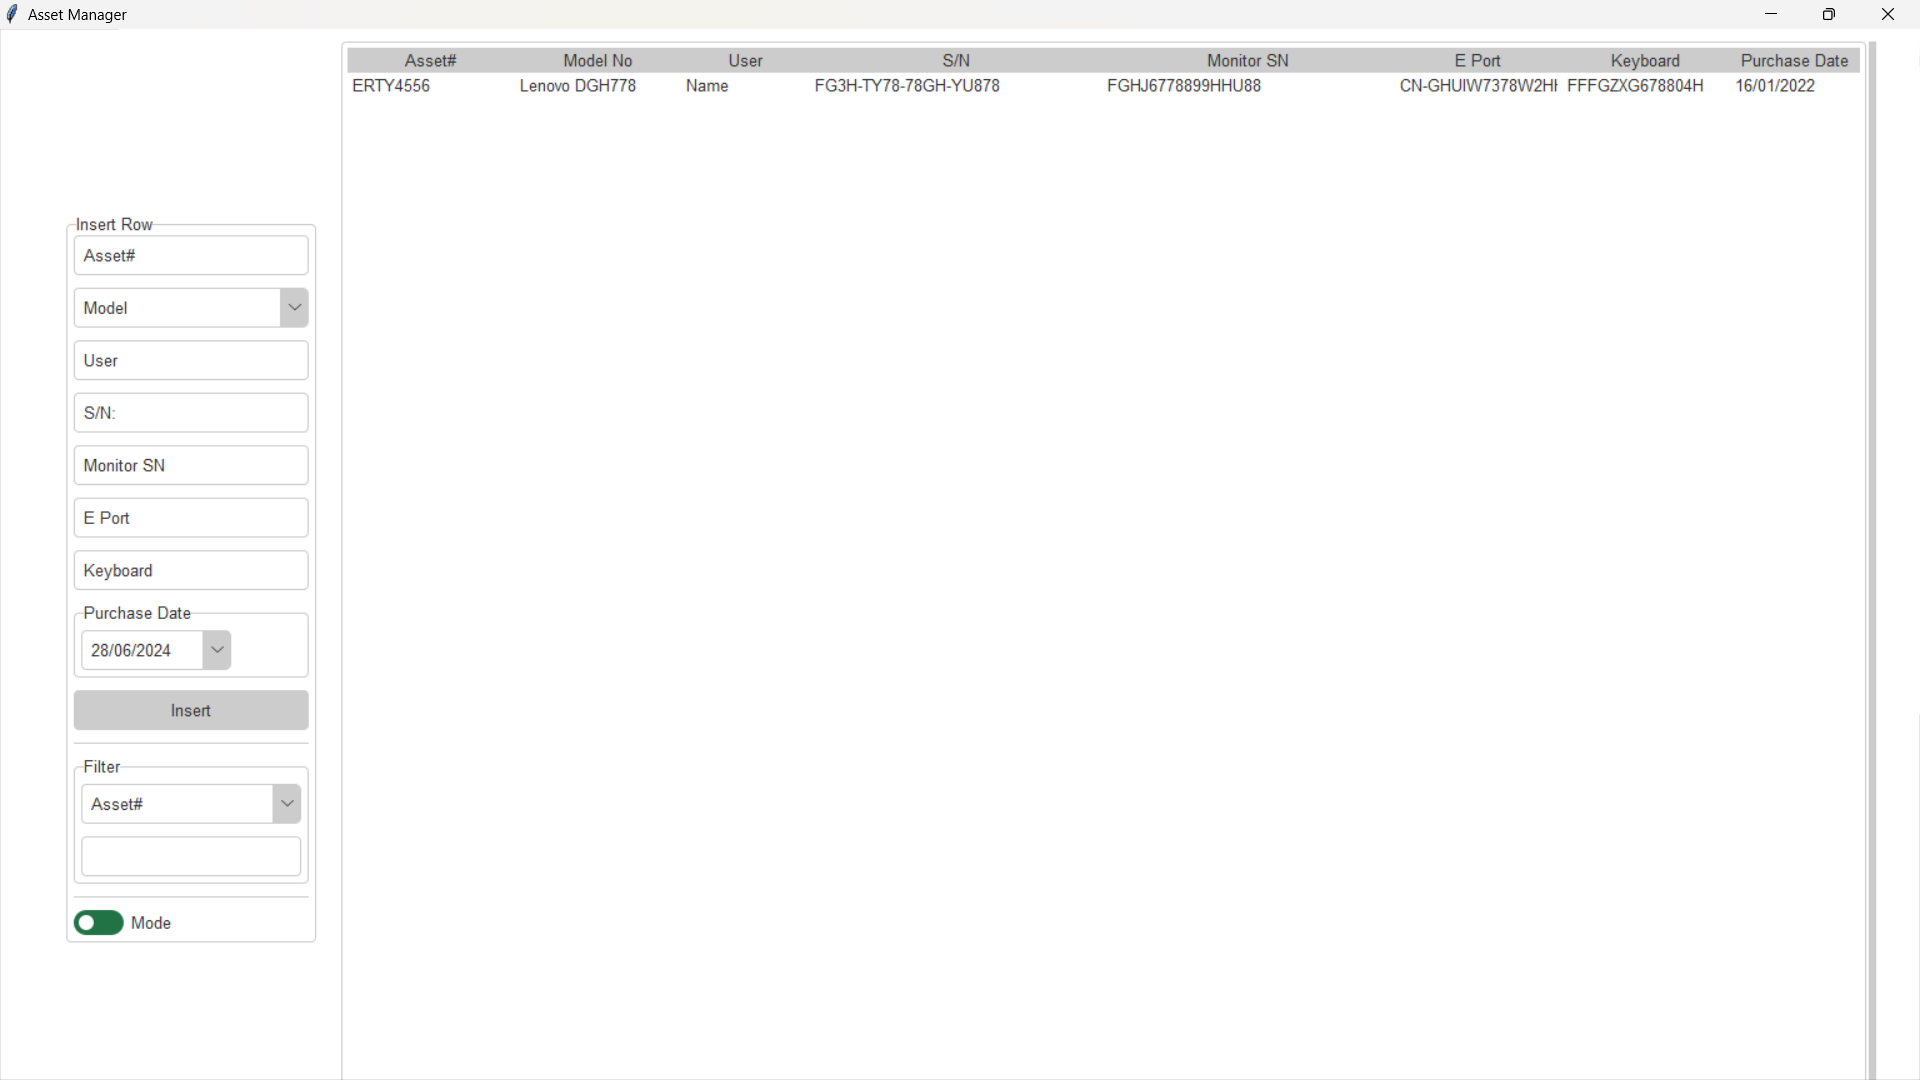 Asset Manager
Asset# Model No User S/N Monitor SN E Port Keyboard Purchase Date
ERTY4556 Lenovo DGH778 Name FG3H-TY78-78GH-YU878 FGHJ6778899HHU88 CN-GHUIW7378W2H FFFGZXG678804H 16/01/2022
Insert Row
Asset#
Model
User
S/N:
Monitor SN
E Port
Keyboard
Purchase Date
28/06/2024
Insert
Filter
Asset#
Mode